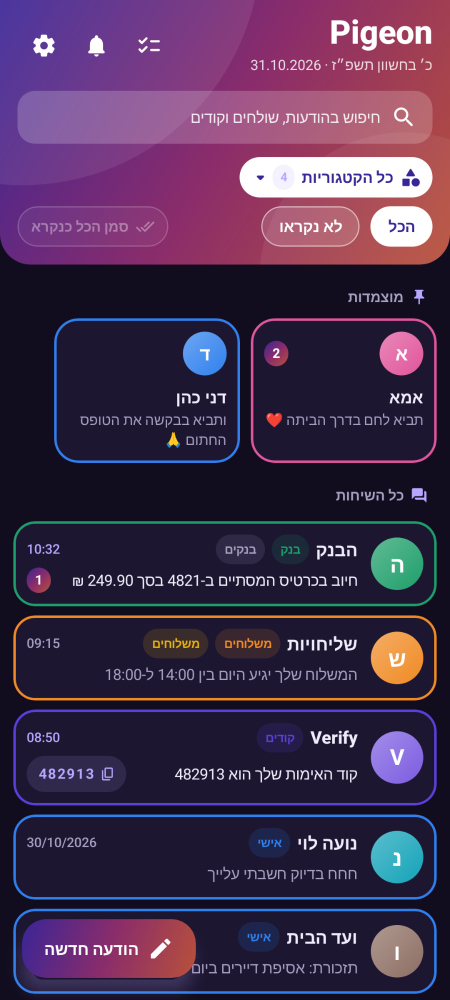 Pigeon
כ׳ בחשוון תשפ״ז · 31.10.2026
חיפוש בהודעות, שולחים וקודים
כל הקטגוריות 4
הכל
לא נקראו
סמן הכל כנקרא
מוצמדות
א
2
אמא
תביא לחם בדרך הביתה ❤️
ד
דני כהן
ותביא בבקשה את הטופס
החתום 🙏
כל השיחות
ה
הבנק בנק בנקים 10:32
חיוב בכרטיס המסתיים ב-4821 בסך 249.90 ₪ 1
ש
שליחויות משלוחים משלוחים 09:15
המשלוח שלך יגיע היום בין 14:00 ל-18:00
V
Verify קודים 08:50
קוד האימות שלך הוא 482913 482913
נ
נועה לוי אישי 30/10/2026
חחח בדיוק חשבתי עלייך
ו
ועד הבית אישי
תזכורת: אסיפת דיירים ביום
הודעה חדשה